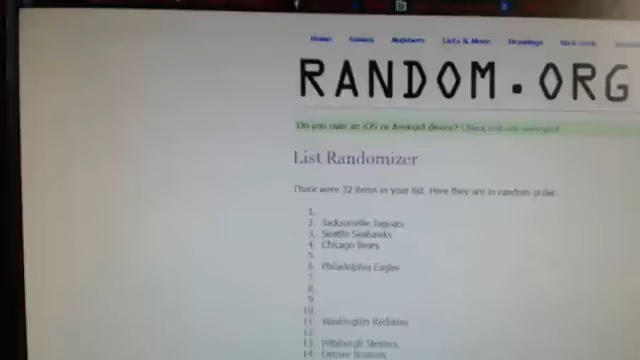 Home Games Numbers Lists & More Drawings Web Tools
RANDOM.ORG
Do you own an iOS or Android device? Check out our new app!
List Randomizer
There were 32 items in your list. Here they are in random order:
1.
2. Jacksonville Jaguars
3. Seattle Seahawks
4. Chicago Bears
5.
6. Philadelphia Eagles
7.
8.
9.
10.
11. Washington Redskins
12.
13. Pittsburgh Steelers
14. Denver Broncos